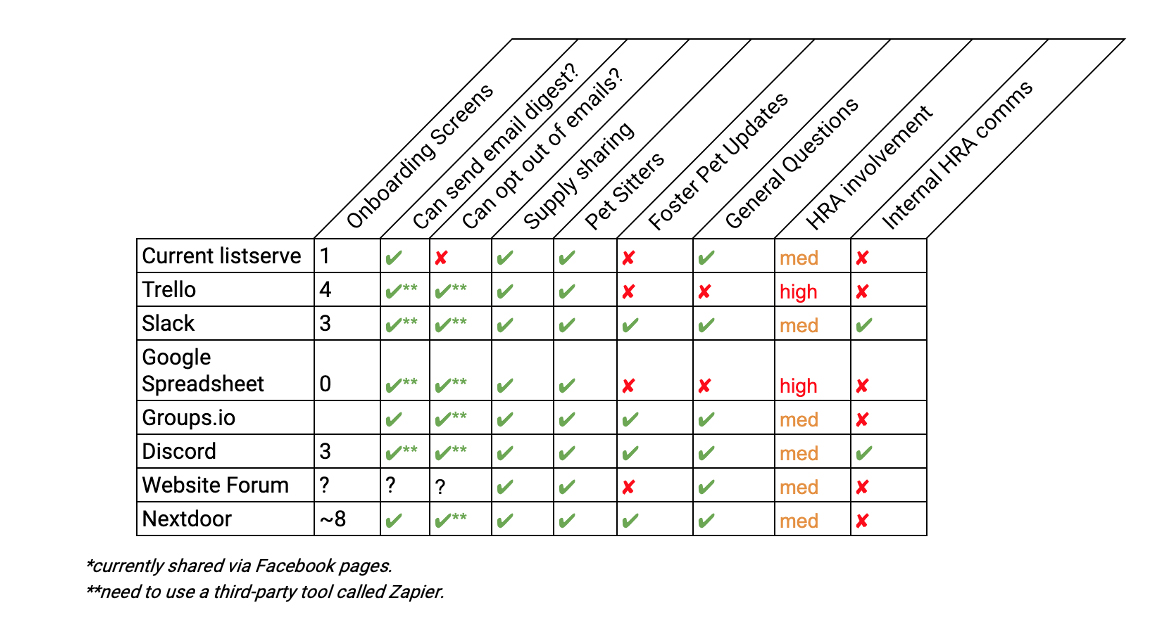 Onboarding Screens
Can send email digest?
Can opt out of emails?
Supply sharing
Pet Sitters
Foster Pet Updates
General Questions
HRA involvement
Internal HRA comms
Current listserve 1 ✔ ✘ ✔ ✔ ✘ ✔ med ✘
Trello 4 ✔** ✔** ✔ ✔ ✘ ✘ high ✘
Slack 3 ✔** ✔** ✔ ✔ ✔ ✔ med ✔
Google
Spreadsheet 0 ✔** ✔** ✔ ✔ ✘ ✘ high ✘
Groups.io ✔ ✔** ✔ ✔ ✔ ✔ med ✘
Discord 3 ✔** ✔** ✔ ✔ ✔ ✔ med ✔
Website Forum ? ? ? ✔ ✔ ✘ ✔ med ✘
Nextdoor ~8 ✔ ✔** ✔ ✔ ✔ ✔ med ✘
*currently shared via Facebook pages.
**need to use a third-party tool called Zapier.